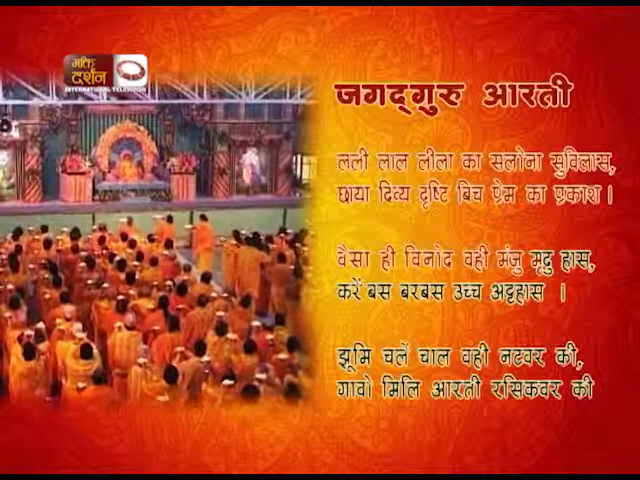 भक्ति
दर्शन
INTERNATIONAL TELEVISION
जगद्गुरु आरती
लली लाल लीला का सलोना सुविलास,
छाया दिव्य दृष्टि बिच प्रेम का प्रकाश।
वैसा ही विनोद वही मंजु मृदु हास,
करें बस बरबस उच्च अट्टहास ।
झूमि चलें चाल वही नटवर की,
गावो मिलि आरती रसिकवर की